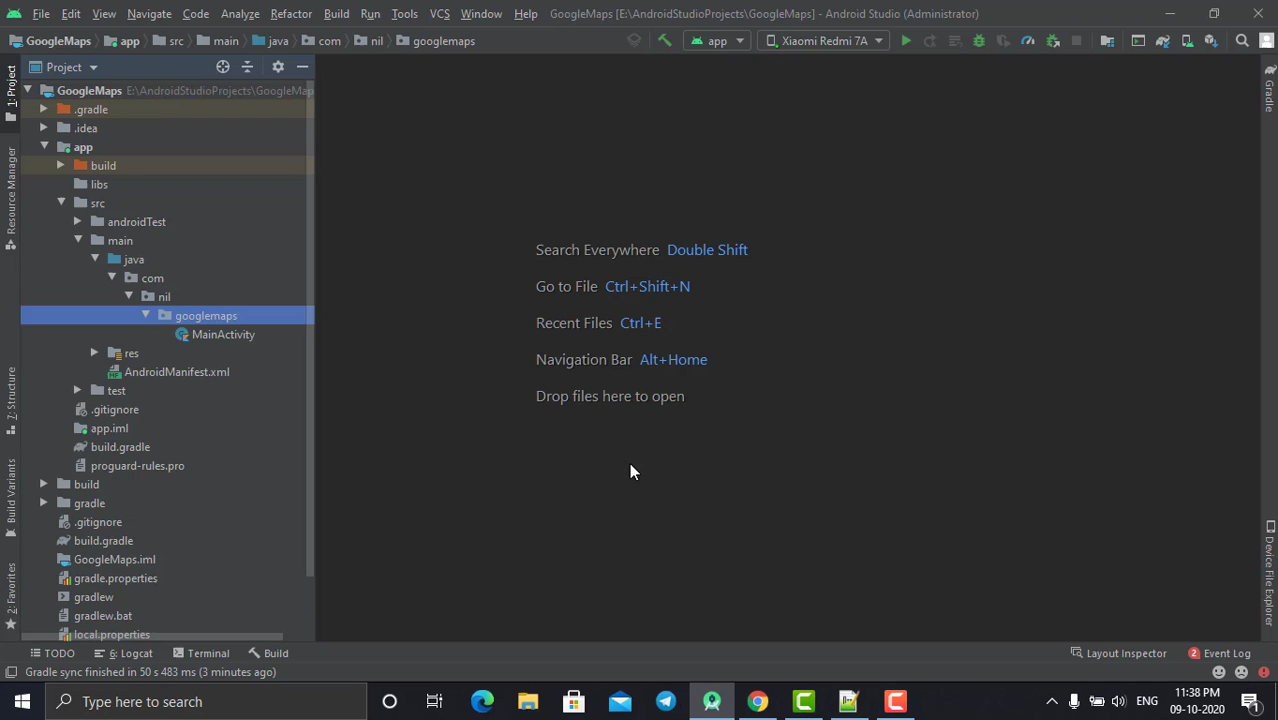 File Edit View Navigate Code Analyze Refactor Build Run Tools VCS Window Help GoogleMaps [E:\AndroidStudioProjects\GoogleMaps] - Android Studio (Administrator)
GoogleMaps app src main java com nil googlemaps app Xiaomi Redmi 7A
Project
GoogleMaps E:\AndroidStudioProjects\GoogleMap
.gradle
.idea
app
build
libs
src
androidTest
main
java
com
nil
googlemaps
MainActivity
res
AndroidManifest.xml
test
.gitignore
app.iml
build.gradle
proguard-rules.pro
build
gradle
.gitignore
build.gradle
GoogleMaps.iml
gradle.properties
gradlew
gradlew.bat
local.properties
1: Project
Resource Manager
7: Structure
Build Variants
2: Favorites
Search Everywhere Double Shift
Go to File Ctrl+Shift+N
Recent Files Ctrl+E
Navigation Bar Alt+Home
Drop files here to open
Gradle
Device File Explorer
TODO 6: Logcat Terminal Build Layout Inspector 2 Event Log
Gradle sync finished in 50 s 483 ms (3 minutes ago)
Type here to search
ENG
11:38 PM
09-10-2020
1